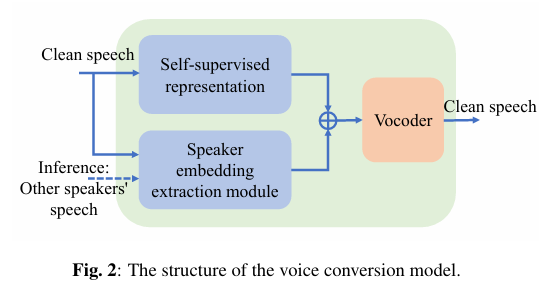 Clean speech
Self-supervised
representation
Speaker
embedding
extraction module
Inference:
Other speakers'
speech
Vocoder
Clean speech
Fig. 2: The structure of the voice conversion model.